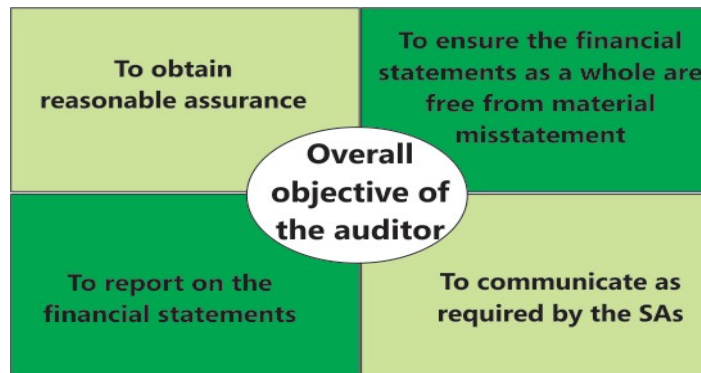 To obtain
reasonable assurance
To ensure the financial
statements as a whole are
free from material
misstatement
Overall
objective of
the auditor
To report on the
financial statements
To communicate as
required by the SAs